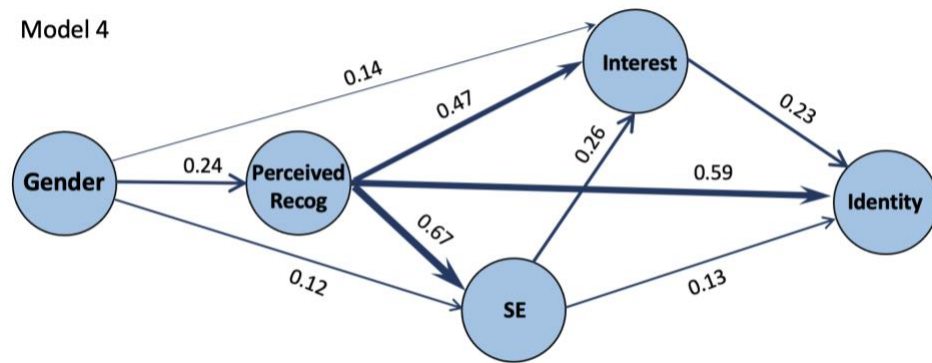 Model 4
Interest
0.14
0.47
0.23
0.26
Gender
0.24
Perceived
Recog
0.59
Identity
0.67
0.12
SE
0.13